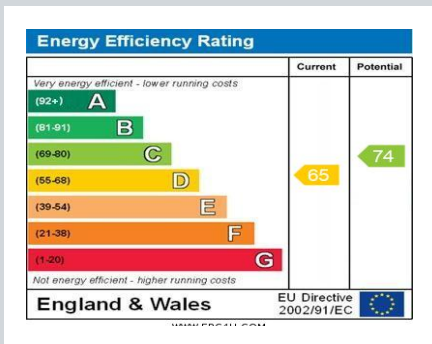 Energy Efficiency Rating
Current Potential
Very energy efficient - lower running costs
(92+) A
(81-91) B
(69-80) C
74
(55-68) D
65
(39-54) E
(21-38) F
(1-20) G
Not energy efficient - higher running costs
England & Wales
EU Directive
2002/91/EC